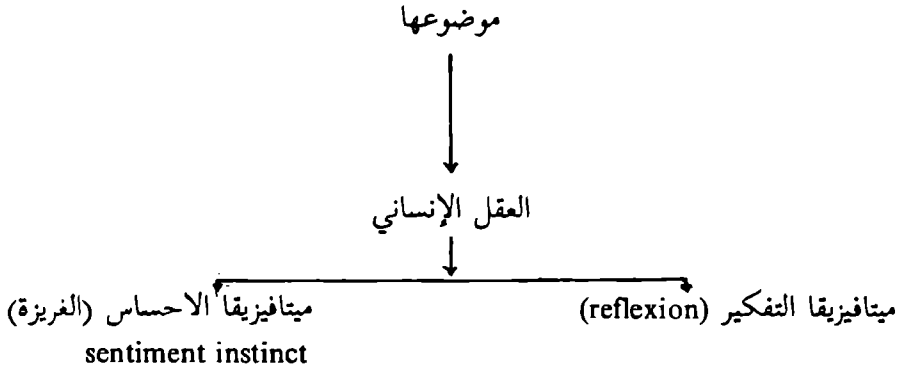 موضوعها
العقل الإنساني
ميتافيزيقا التفكير (reflexion)
ميتافيزيقا الاحساس (الغريزة)
sentiment instinct